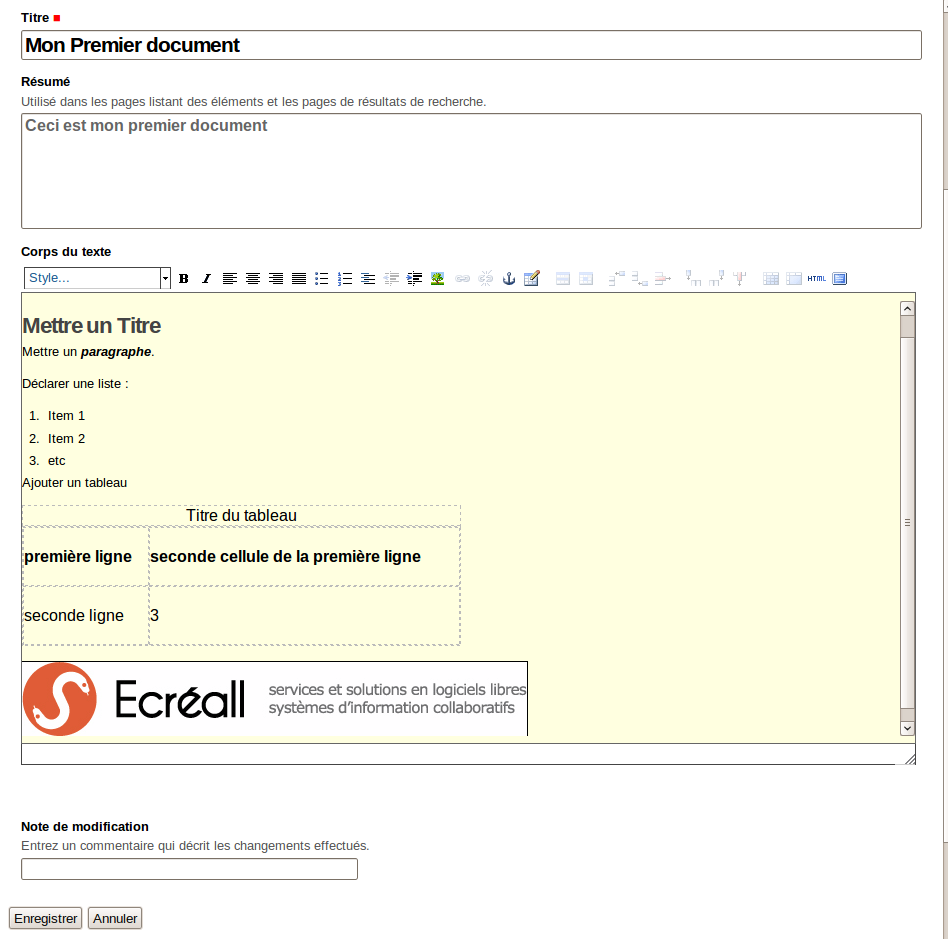 Titre
Mon Premier document
Résumé
Utilisé dans les pages listant des éléments et les pages de résultats de recherche.
Ceci est mon premier document
Corps du texte
Style...
B I HTML
Mettre un Titre
Mettre un paragraphe.
Déclarer une liste :
1. Item 1
2. Item 2
3. etc
Ajouter un tableau
Titre du tableau
première ligne seconde cellule de la première ligne
seconde ligne 3
Ecréall
services et solutions en logiciels libres
systèmes d'information collaboratifs
Note de modification
Entrez un commentaire qui décrit les changements effectués.
Enregistrer Annuler